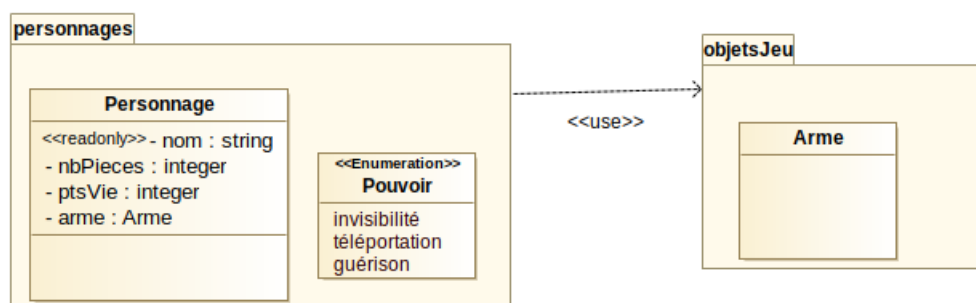 personnages
Personnage
<<readonly>> - nom : string
- nbPieces : integer
- ptsVie : integer
- arme : Arme
<<Enumeration>>
Pouvoir
invisibilité
téléportation
guérison
<<use>>
objetsJeu
Arme